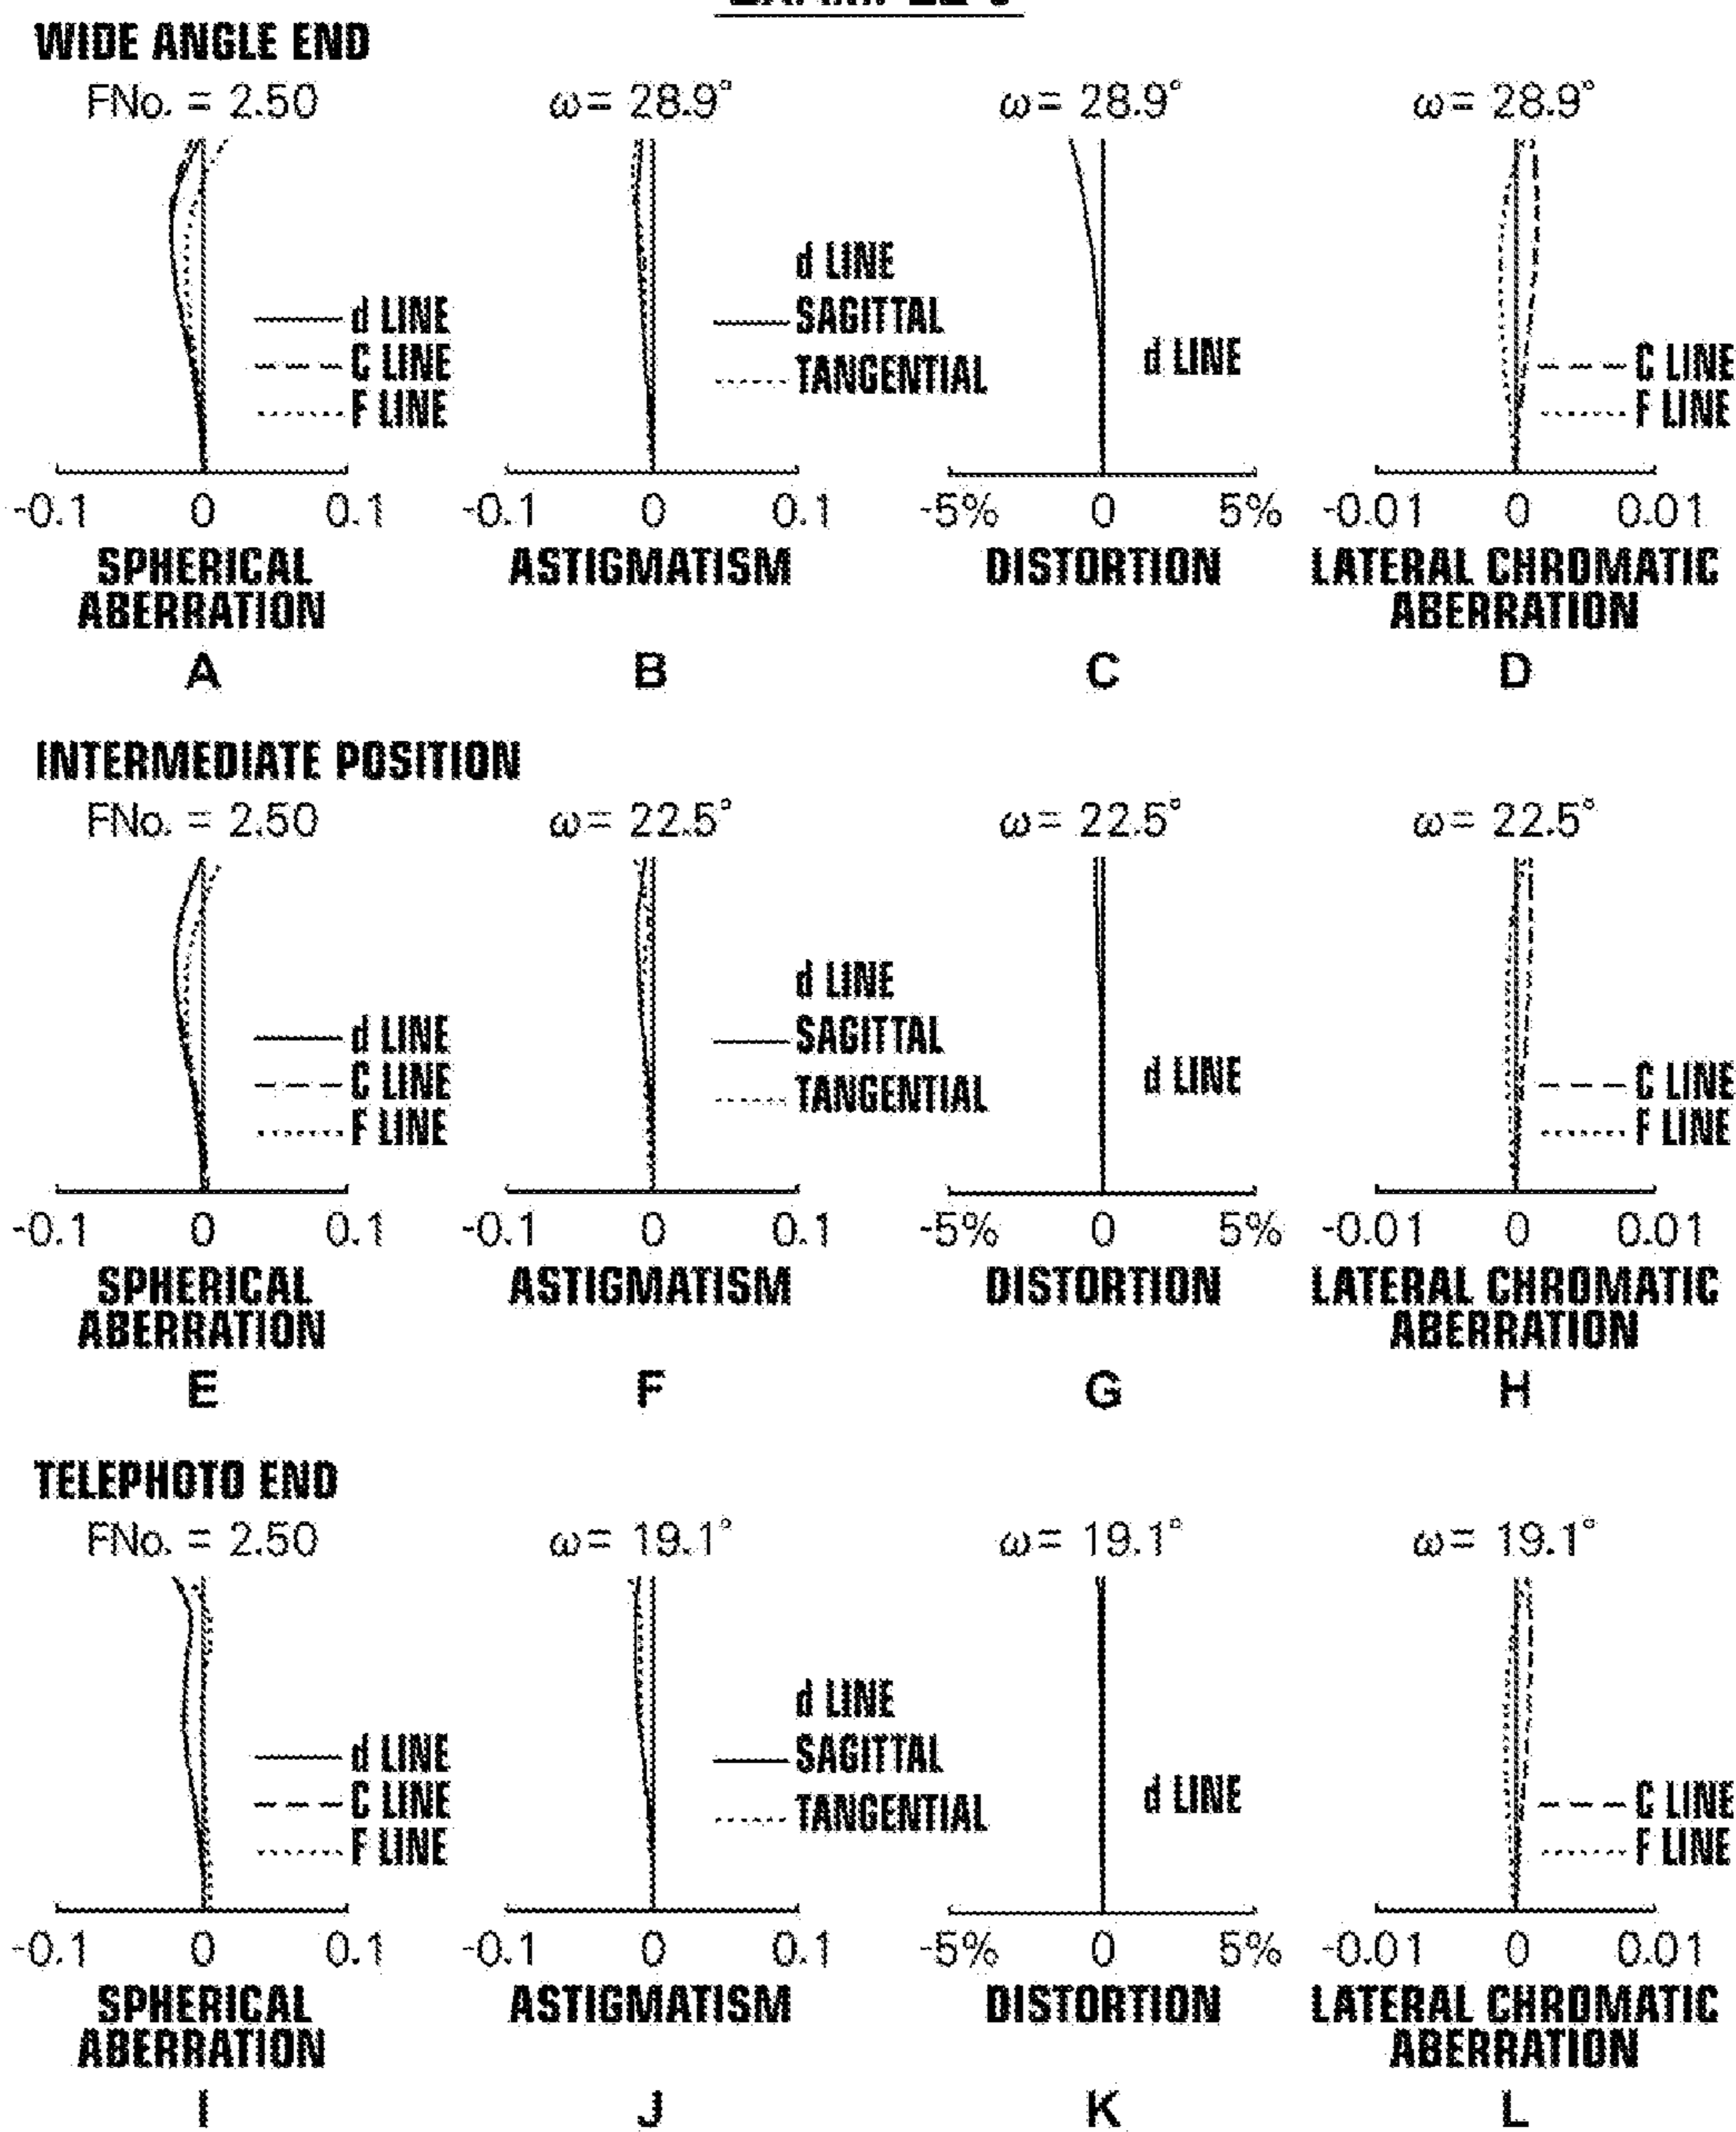 WIDE ANGLE END
FNo. = 2.50 ω= 28.9° ω= 28.9° ω= 28.9°
d LINE
C LINE
F LINE
d LINE
SAGITTAL
TANGENTIAL
d LINE
C LINE
F LINE
-0.1 0 0.1 -0.1 0 0.1 -5% 0 5% -0.01 0 0.01
SPHERICAL ABERRATION ASTIGMATISM DISTORTION LATERAL CHROMATIC ABERRATION
A B C D
INTERMEDIATE POSITION
FNo. = 2.50 ω= 22.5° ω= 22.5° ω= 22.5°
d LINE
C LINE
F LINE
d LINE
SAGITTAL
TANGENTIAL
d LINE
C LINE
F LINE
-0.1 0 0.1 -0.1 0 0.1 -5% 0 5% -0.01 0 0.01
SPHERICAL ABERRATION ASTIGMATISM DISTORTION LATERAL CHROMATIC ABERRATION
E F G H
TELEPHOTO END
FNo. = 2.50 ω= 19.1° ω= 19.1° ω= 19.1°
d LINE
C LINE
F LINE
d LINE
SAGITTAL
TANGENTIAL
d LINE
C LINE
F LINE
-0.1 0 0.1 -0.1 0 0.1 -5% 0 5% -0.01 0 0.01
SPHERICAL ABERRATION ASTIGMATISM DISTORTION LATERAL CHROMATIC ABERRATION
I J K L